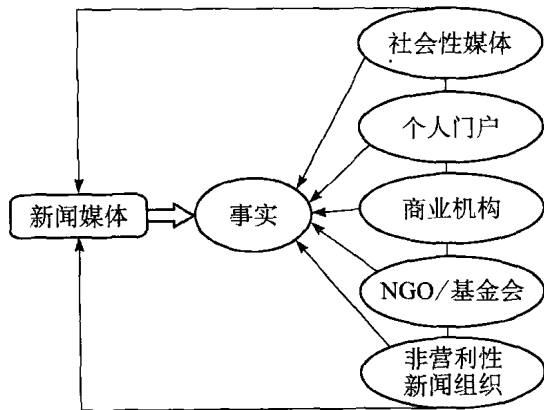 社会性媒体
个人门户
新闻媒体
事实
商业机构
NGO/基金会
非营利性
新闻组织